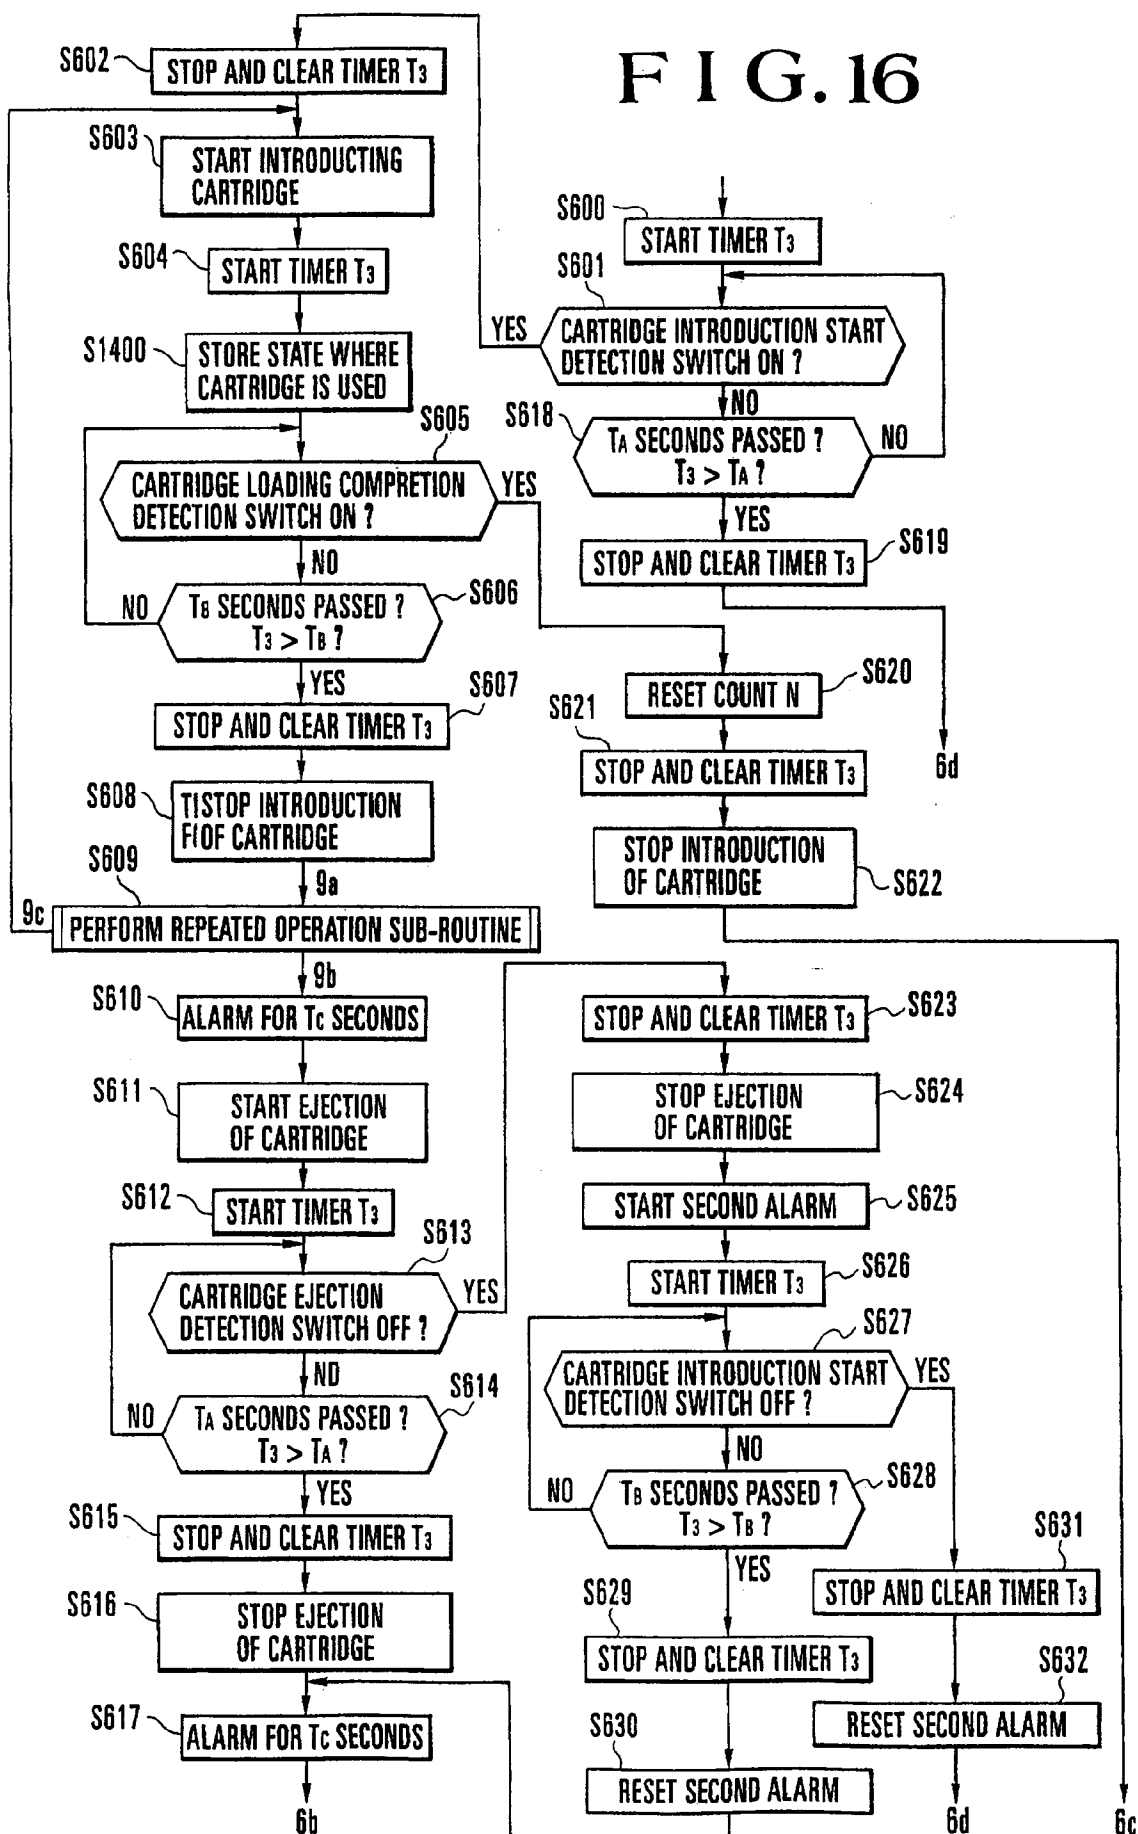 FIG. 16
S602
STOP AND CLEAR TIMER T3
S603
START INTRODUCTING
CARTRIDGE
S604
START TIMER T3
S1400
STORE STATE WHERE
CARTRIDGE IS USED
S605
CARTRIDGE LOADING COMPRETION
DETECTION SWITCH ON ?
YES
NO
S606
TB SECONDS PASSED ?
T3 > TB ?
NO
YES
S607
STOP AND CLEAR TIMER T3
S608
T!STOP INTRODUCTION
F(OF CARTRIDGE
S609
9a
9c
PERFORM REPEATED OPERATION SUB-ROUTINE
9b
S610
ALARM FOR TC SECONDS
S611
START EJECTION
OF CARTRIDGE
S612
START TIMER T3
S613
CARTRIDGE EJECTION
DETECTION SWITCH OFF ?
YES
ND
S614
TA SECONDS PASSED ?
T3 > TA ?
NO
YES
S615
STOP AND CLEAR TIMER T3
S616
STOP EJECTION
OF CARTRIDGE
S617
ALARM FOR TC SECONDS
6b
S600
START TIMER T3
S601
CARTRIDGE INTRODUCTION START
DETECTION SWITCH ON ?
YES
NO
S618
TA SECONDS PASSED ?
T3 > TA ?
NO
YES
S619
STOP AND CLEAR TIMER T3
6d
S620
RESET COUNT N
S621
STOP AND CLEAR TIMER T3
STOP INTRODUCTION
OF CARTRIDGE
S622
S623
STOP AND CLEAR TIMER T3
S624
STOP EJECTION
OF CARTRIDGE
S625
START SECOND ALARM
S626
START TIMER T3
S627
CARTRIDGE INTRODUCTION START
DETECTION SWITCH OFF ?
YES
NO
S628
TB SECONDS PASSED ?
T3 > TB ?
NO
YES
S629
STOP AND CLEAR TIMER T3
S630
RESET SECOND ALARM
S631
STOP AND CLEAR TIMER T3
S632
RESET SECOND ALARM
6d
6c